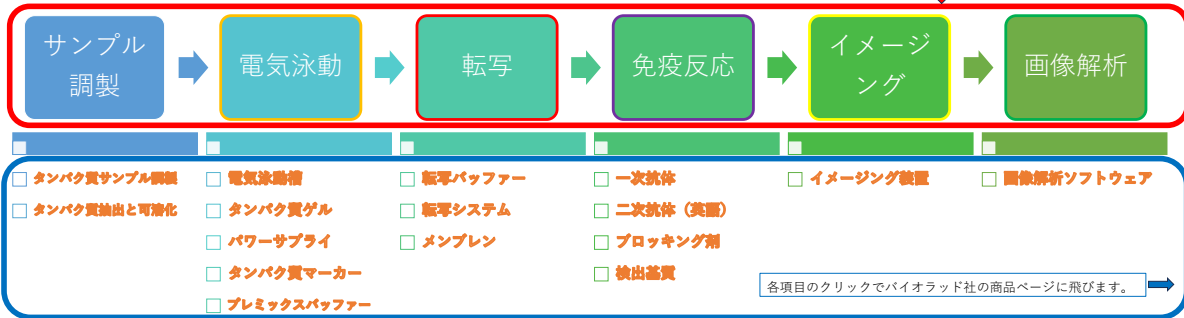 サンプル
調製
電気泳動
転写
免疫反応
イメージ
ング
画像解析
タンパク質サンプル調製
タンパク質抽出と可溶化
電気泳動槽
タンパク質ゲル
パワーサプライ
タンパク質マーカー
プレミックスバッファー
転写バッファー
転写システム
メンブレン
一次抗体
二次抗体（英語）
ブロッキング剤
検出基質
イメージング装置
画像解析ソフトウェア
各項目のクリックでバイオラッド社の商品ページに飛びます。